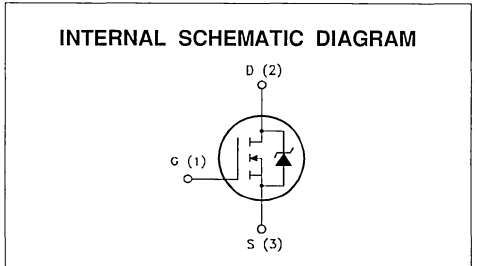 INTERNAL SCHEMATIC DIAGRAM
D (2)
G (1)
S (3)